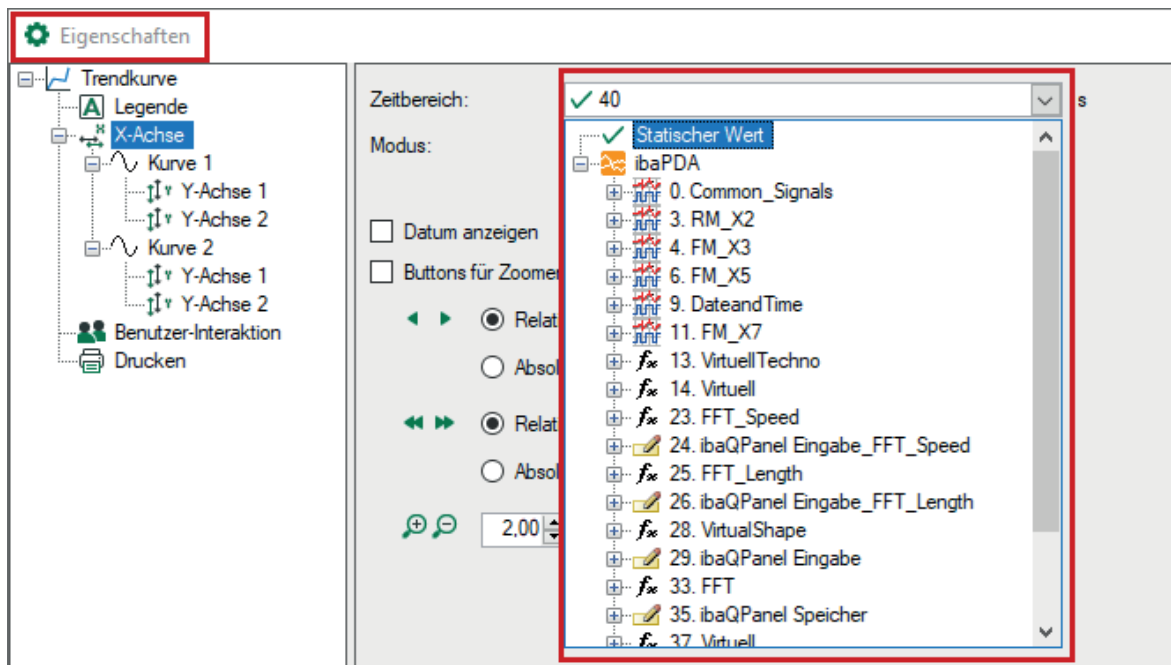 Eigenschaften
Trendkurve
Legende
X-Achse
Kurve 1
Y-Achse 1
Y-Achse 2
Kurve 2
Y-Achse 1
Y-Achse 2
Benutzer-Interaktion
Drucken
Zeitbereich:
40
s
Modus:
Datum anzeigen
Buttons für Zoomen
Relat
Absol
Relat
Absol
2,00
Statischer Wert
ibaPDA
0. Common_Signals
3. RM_X2
4. FM_X3
6. FM_X5
9. DateandTime
11. FM_X7
13. VirtuellTechno
14. Virtuell
23. FFT_Speed
24. ibaQPanel Eingabe_FFT_Speed
25. FFT_Length
26. ibaQPanel Eingabe_FFT_Length
28. VirtualShape
29. ibaQPanel Eingabe
33. FFT
35. ibaQPanel Speicher
37. Virtuell